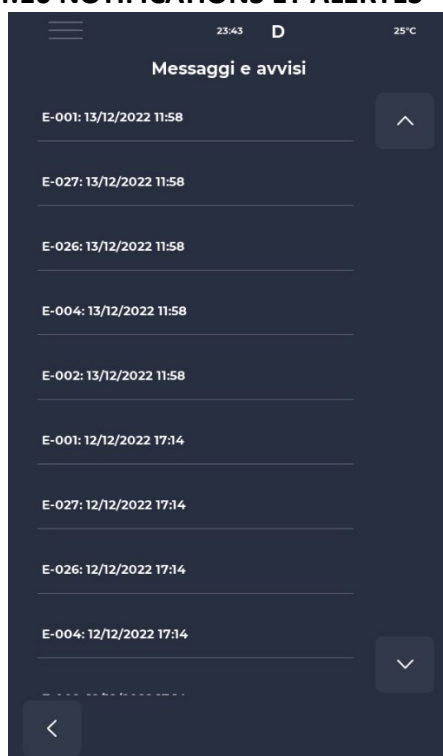 NOTIFICATIONS ET ALERTES
23:43 D 25°C
Messaggi e avvisi
E-001: 13/12/2022 11:58
E-027: 13/12/2022 11:58
E-026: 13/12/2022 11:58
E-004: 13/12/2022 11:58
E-002: 13/12/2022 11:58
E-001: 12/12/2022 17:14
E-027: 12/12/2022 17:14
E-026: 12/12/2022 17:14
E-004: 12/12/2022 17:14